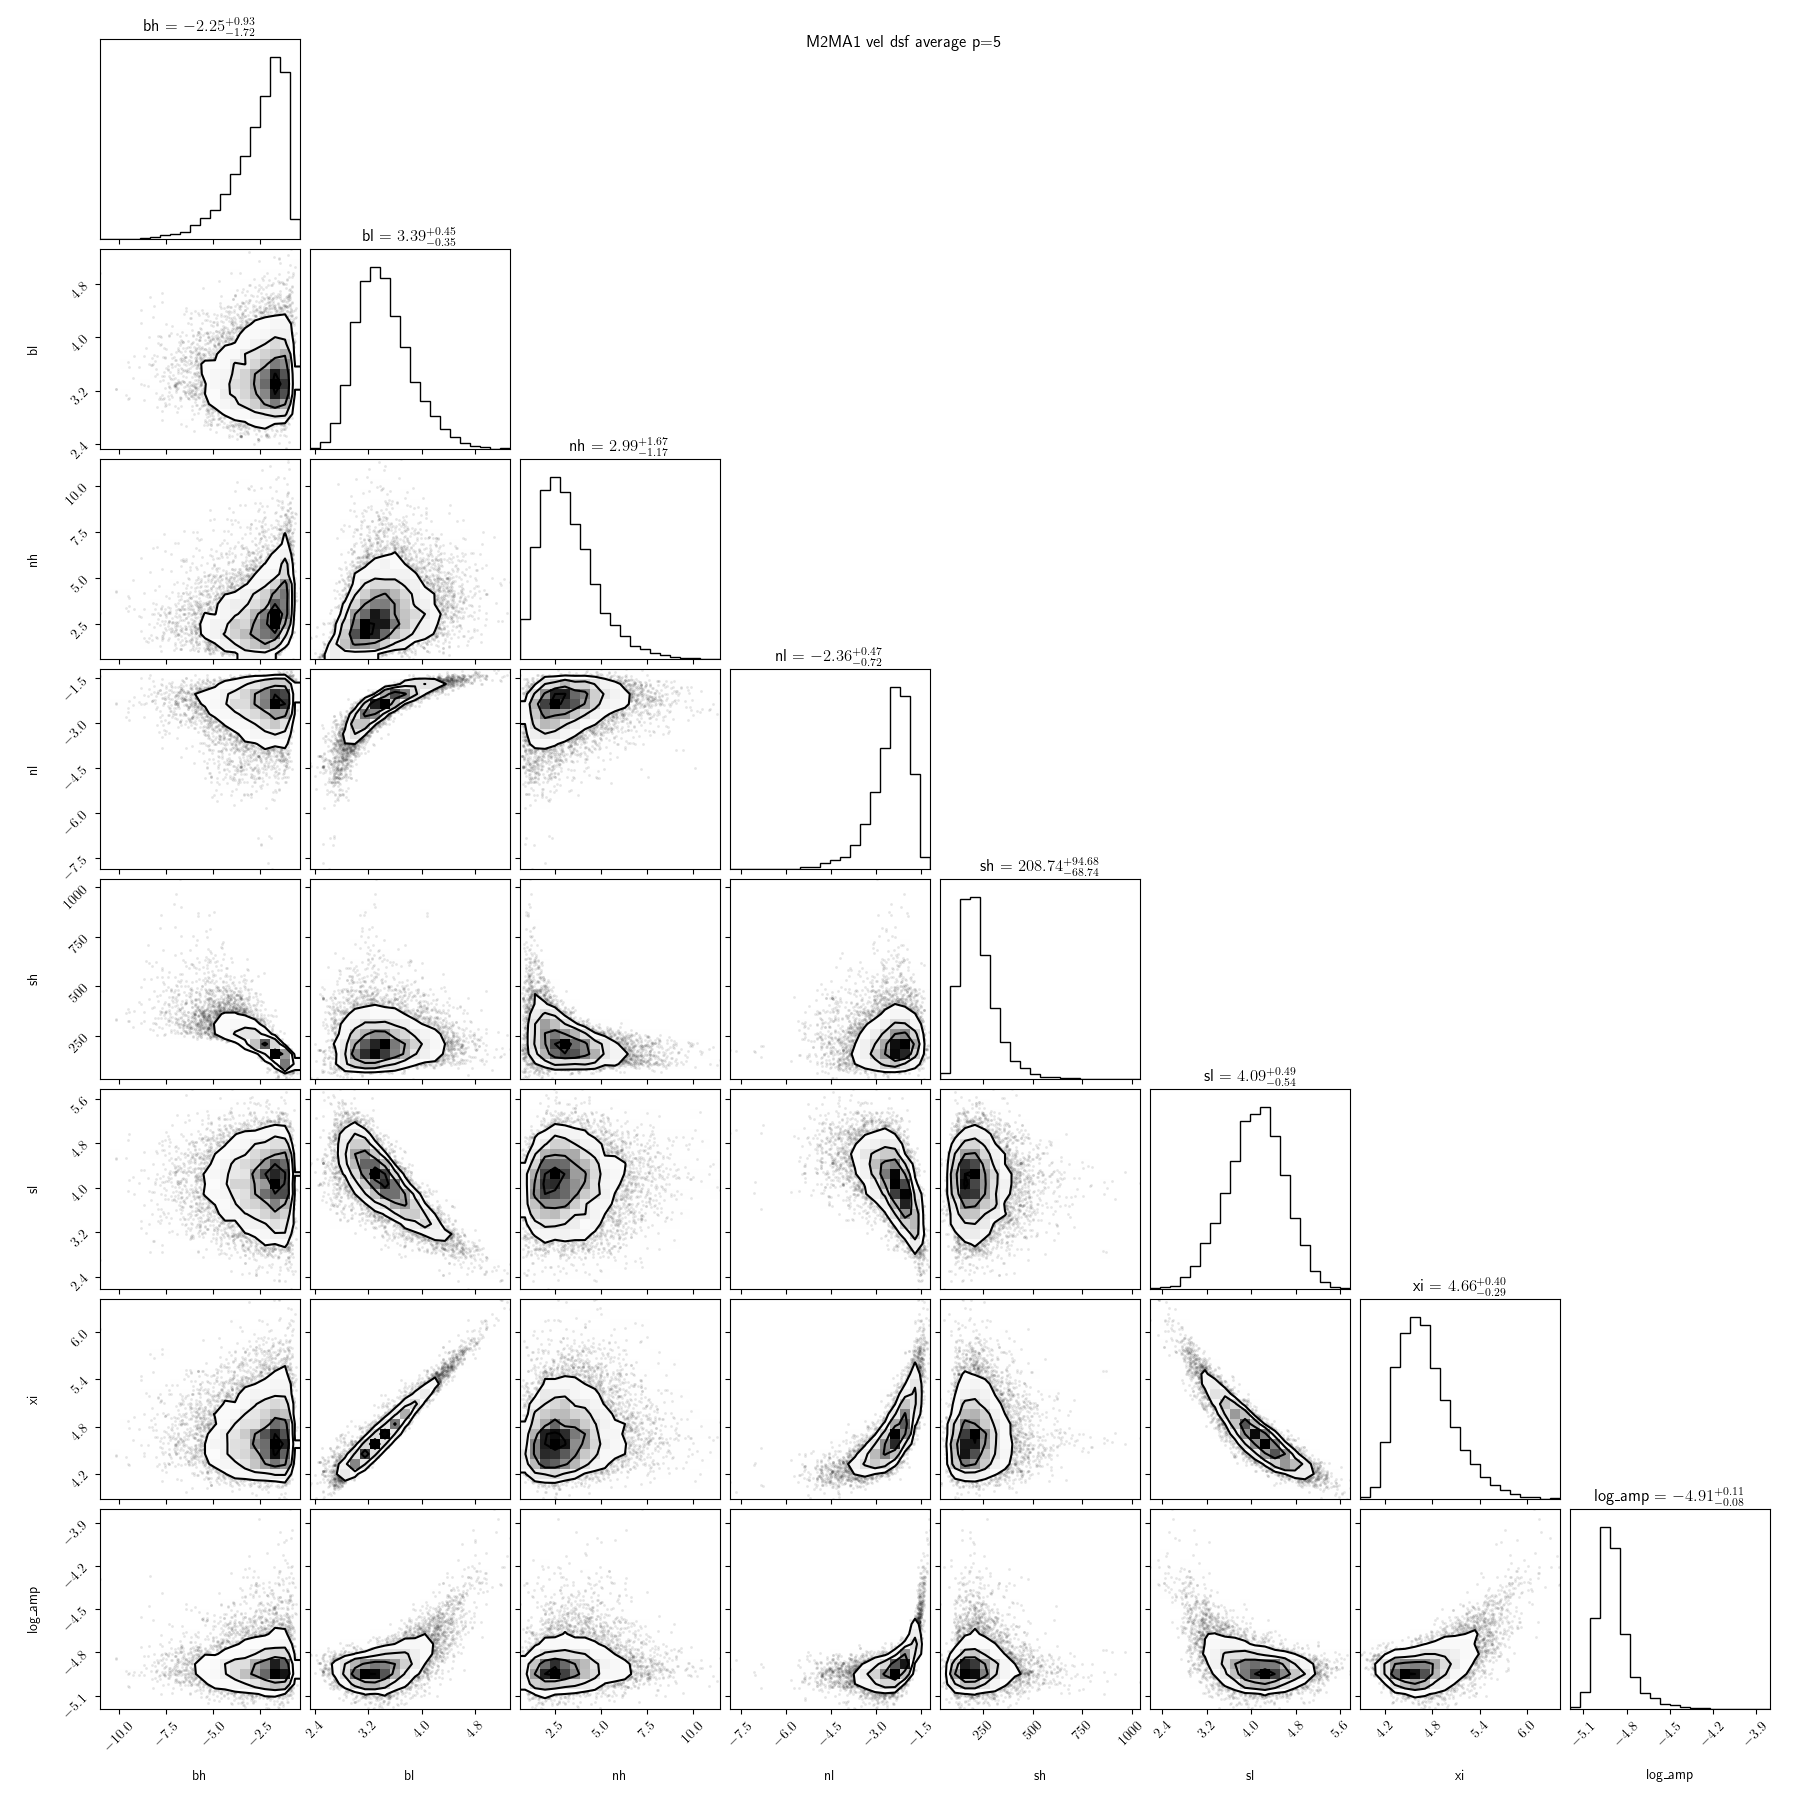 M2MA1 vel dsf average p=5
bh = −2.25+0.93−1.72
bl = 3.39+0.45−0.35
nh = 2.99+1.67−1.17
nl = −2.36+0.47−0.72
sh = 208.74+94.68−68.74
sl = 4.09+0.49−0.54
xi = 4.66+0.40−0.29
log_amp = −4.91+0.11−0.08
bl
4.8
4.0
3.2
2.4
nh
10.0
7.5
5.0
2.5
nl
−1.5
−3.0
−4.5
−6.0
−7.5
sh
1000
750
500
250
sl
5.6
4.8
4.0
3.2
2.4
xi
6.0
5.4
4.8
4.2
log_amp
−3.9
−4.2
−4.5
−4.8
−5.1
−10.0 −7.5 −5.0 −2.5 2.4 3.2 4.0 4.8 2.5 5.0 7.5 10.0 −7.5 −6.0 −4.5 −3.0 −1.5 250 500 750 1000 2.4 3.2 4.0 4.8 5.6 4.2 4.8 5.4 6.0 −5.1 −4.8 −4.5 −4.2 −3.9
bh bl nh nl sh sl xi log_amp